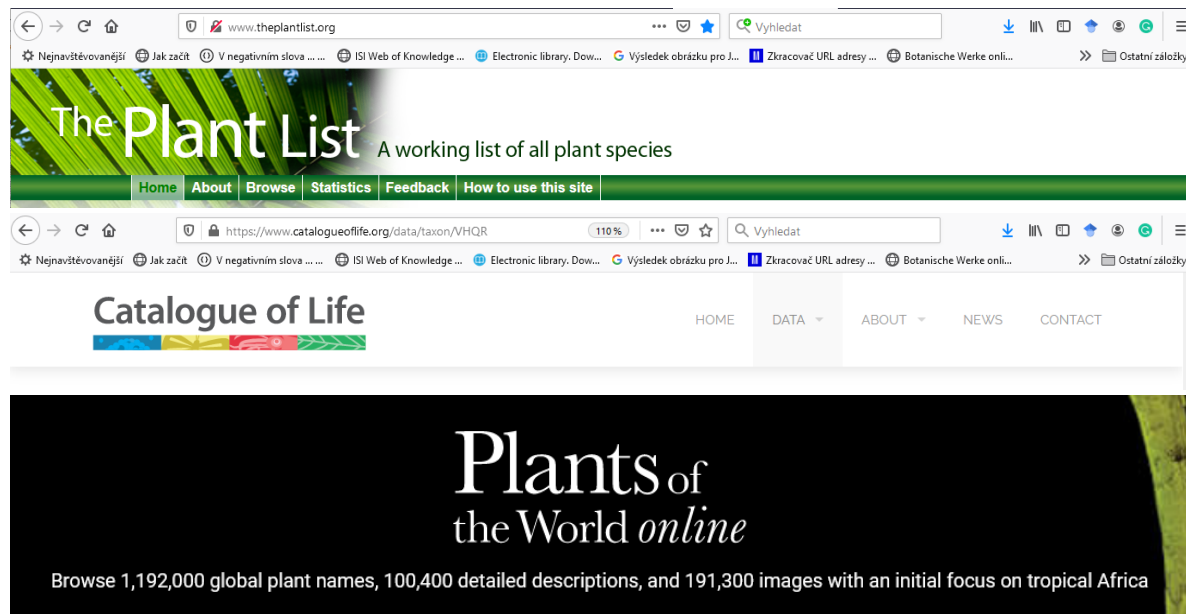 www.theplantlist.org ••• Vyhledat
Nejnavštěvovanější Jak začít V negativním slova ... ... ISI Web of Knowledge ... Electronic library. Dow... Výsledek obrázku pro J... Zkracovač URL adresy ... Botanische Werke onli... Ostatní záložky
The Plant List A working list of all plant species
Home About Browse Statistics Feedback How to use this site
https://www.catalogueoflife.org/data/taxon/VHQR 110 % ••• Vyhledat
Nejnavštěvovanější Jak začít V negativním slova ... ... ISI Web of Knowledge ... Electronic library. Dow... Výsledek obrázku pro J... Zkracovač URL adresy ... Botanische Werke onli... Ostatní záložky
Catalogue of Life HOME DATA ABOUT NEWS CONTACT
Plants of
the World online
Browse 1,192,000 global plant names, 100,400 detailed descriptions, and 191,300 images with an initial focus on tropical Africa